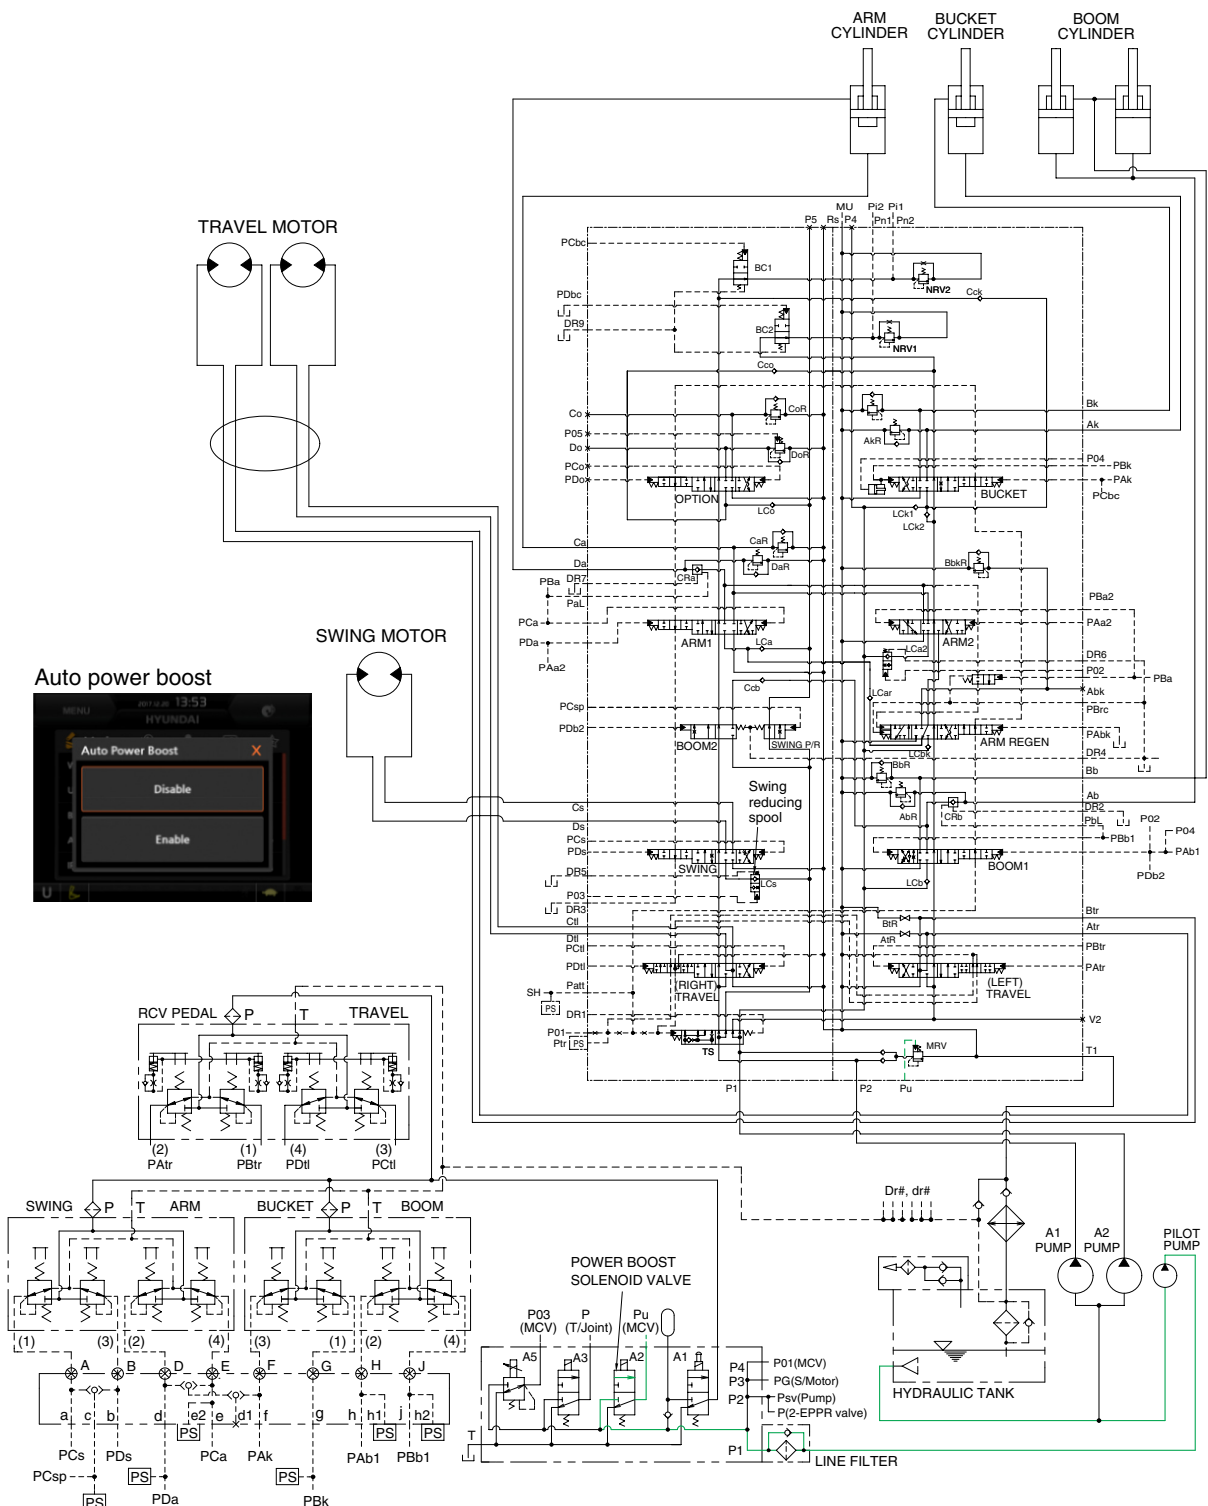 ARM
CYLINDER
BUCKET
CYLINDER
BOOM
CYLINDER
TRAVEL MOTOR
MU Pi2 Pi1
P5 Rs P4 Pn1 Pn2
PCbc
BC1
NRV2
Cck
PDbc
DR9
BC2
NRV1
Cco
Co
CoR
Bk
P05
Do
DoR
AkR
Ak
PCo
PDo
OPTION
BUCKET
P04
PBk
PAk
PCbc
LCo
LCk1
LCk2
Ca
CaR
Da
DaR
CRa
BbkR
PBa
DR7
PaL
PBa2
PCa
PAa2
PDa
ARM1
ARM2
PAa2
LCa
LCa2
DR6
P02
PBa
Ccb
LCar
Abk
SWING MOTOR
PCsp
PBrc
PDb2
BOOM2
SWING P/R
ARM REGEN
PAbk
LCbk
DR4
Auto power boost
2017.12.20 13:53
MENU
HYUNDAI
Auto Power Boost X
Disable
Enable
U
BbR
Bb
Swing
reducing
spool
AbR
CRb
Ab
DR2
PbL
Cs
Ds
PCs
PDs
SWING
BOOM1
P02
P04
PBb1
PAb1
PDb2
DR5
LCs
LCb
P03
DR3
Ctl
BtR
Btr
Dtl
AtR
Atr
PCtl
PBtr
PDtl
PAtr
(RIGHT)
TRAVEL
(LEFT)
TRAVEL
SH
Patt
PS
DR1
P01
Ptr
PS
TS
V2
MRV
T1
P1
P2
Pu
RCV PEDAL
P
T
TRAVEL
(2)
PAtr
(1)
PBtr
(4)
PDtl
(3)
PCtl
SWING
P
T
ARM
BUCKET
P
T
BOOM
(1)
(3)
(2)
(4)
(3)
(1)
(2)
(4)
A
B
D
E
F
G
H
J
a
c
b
d
e2
e
d1
f
g
h
h1
j
h2
PS
PS
PS
PCs
PDs
PCa
PAk
PAb1
PBb1
PCsp
PS
PS
PS
PDa
PBk
Dr#, dr#
A1
PUMP
A2
PUMP
PILOT
PUMP
HYDRAULIC TANK
POWER BOOST
SOLENOID VALVE
P03
(MCV)
P
(T/Joint)
Pu
(MCV)
A5
A3
A2
A1
P4
P3
P2
P01(MCV)
PG(S/Motor)
Psv(Pump)
P(2-EPPR valve)
T
P1
LINE FILTER